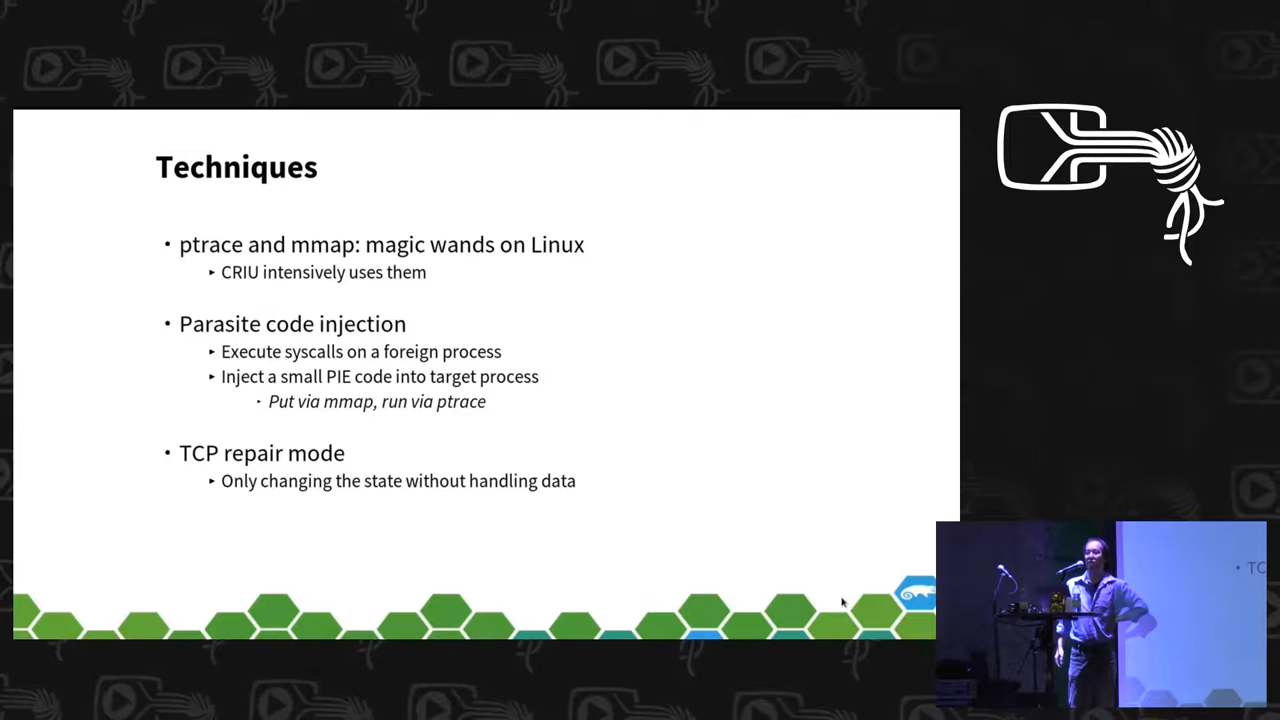 Techniques
• ptrace and mmap: magic wands on Linux
▸ CRIU intensively uses them
• Parasite code injection
▸ Execute syscalls on a foreign process
▸ Inject a small PIE code into target process
▸ Put via mmap, run via ptrace
• TCP repair mode
▸ Only changing the state without handling data
• TC